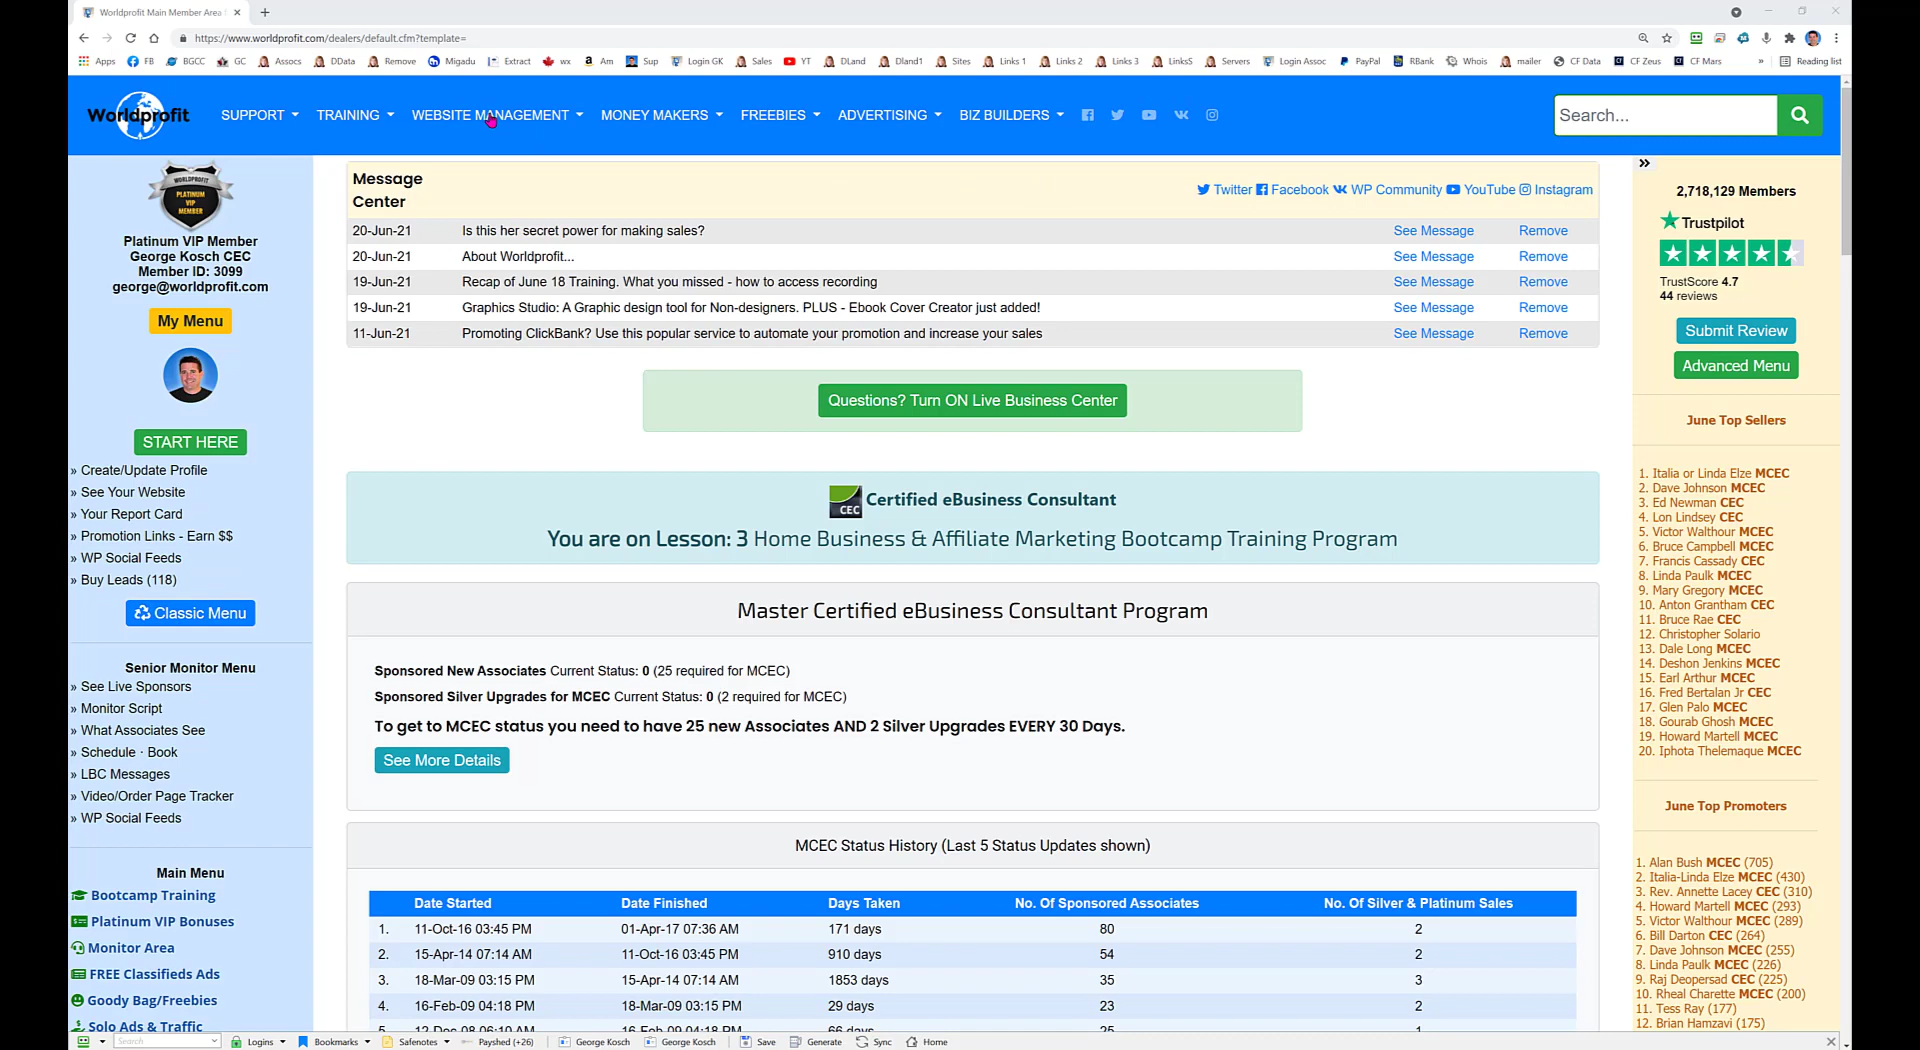 Worldprofit Main Member Area
https://www.worldprofit.com/dealers/default.cfm?template=
Apps FB BGCC GC Assocs DData Remove Migadu Extract wx Am Sup Login GK Sales YT DLand Dland1 Sites Links 1 Links 2 Links 3 LinksS Servers Login Assoc PayPal RBank Whois mailer CF Data CF Zeus CF Mars » Reading list
Worldprofit
SUPPORT TRAINING WEBSITE MANAGEMENT MONEY MAKERS FREEBIES ADVERTISING BIZ BUILDERS
Search...
WORLDPROFIT
PLATINUM
VIP
MEMBER
Platinum VIP Member
George Kosch CEC
Member ID: 3099
george@worldprofit.com
My Menu
START HERE
» Create/Update Profile
» See Your Website
» Your Report Card
» Promotion Links - Earn $$
» WP Social Feeds
» Buy Leads (118)
Classic Menu
Senior Monitor Menu
» See Live Sponsors
» Monitor Script
» What Associates See
» Schedule · Book
» LBC Messages
» Video/Order Page Tracker
» WP Social Feeds
Main Menu
Bootcamp Training
Platinum VIP Bonuses
Monitor Area
FREE Classifieds Ads
Goody Bag/Freebies
Solo Ads & Traffic
Message
Center
Twitter Facebook WP Community YouTube Instagram
20-Jun-21 Is this her secret power for making sales? See Message Remove
20-Jun-21 About Worldprofit... See Message Remove
19-Jun-21 Recap of June 18 Training. What you missed - how to access recording See Message Remove
19-Jun-21 Graphics Studio: A Graphic design tool for Non-designers. PLUS - Ebook Cover Creator just added! See Message Remove
11-Jun-21 Promoting ClickBank? Use this popular service to automate your promotion and increase your sales See Message Remove
Questions? Turn ON Live Business Center
CEC Certified eBusiness Consultant
You are on Lesson: 3 Home Business & Affiliate Marketing Bootcamp Training Program
Master Certified eBusiness Consultant Program
Sponsored New Associates Current Status: 0 (25 required for MCEC)
Sponsored Silver Upgrades for MCEC Current Status: 0 (2 required for MCEC)
To get to MCEC status you need to have 25 new Associates AND 2 Silver Upgrades EVERY 30 Days.
See More Details
MCEC Status History (Last 5 Status Updates shown)
Date Started Date Finished Days Taken No. Of Sponsored Associates No. Of Silver & Platinum Sales
1. 11-Oct-16 03:45 PM 01-Apr-17 07:36 AM 171 days 80 2
2. 15-Apr-14 07:14 AM 11-Oct-16 03:45 PM 910 days 54 2
3. 18-Mar-09 03:15 PM 15-Apr-14 07:14 AM 1853 days 35 3
4. 16-Feb-09 04:18 PM 18-Mar-09 03:15 PM 29 days 23 2
5. 12-Dec-08 06:10 AM 16-Feb-09 04:18 PM 66 days 25 1
»
2,718,129 Members
Trustpilot
TrustScore 4.7
44 reviews
Submit Review
Advanced Menu
June Top Sellers
1. Italia or Linda Elze MCEC
2. Dave Johnson MCEC
3. Ed Newman CEC
4. Lon Lindsey CEC
5. Victor Walthour MCEC
6. Bruce Campbell MCEC
7. Francis Cassady CEC
8. Linda Paulk MCEC
9. Mary Gregory MCEC
10. Anton Grantham CEC
11. Bruce Rae CEC
12. Christopher Solario
13. Dale Long MCEC
14. Deshon Jenkins MCEC
15. Earl Arthur MCEC
16. Fred Bertalan Jr CEC
17. Glen Palo MCEC
18. Gourab Ghosh MCEC
19. Howard Martell MCEC
20. Iphota Thelemaque MCEC
June Top Promoters
1. Alan Bush MCEC (705)
2. Italia-Linda Elze MCEC (430)
3. Rev. Annette Lacey CEC (310)
4. Howard Martell MCEC (293)
5. Victor Walthour MCEC (289)
6. Bill Darton CEC (264)
7. Dave Johnson MCEC (255)
8. Linda Paulk MCEC (226)
9. Raj Deopersad CEC (225)
10. Rheal Charette MCEC (200)
11. Tess Ray (177)
12. Brian Hamzavi (175)
Search Logins Bookmarks Safenotes Payshed (+26) George Kosch George Kosch Save Generate Sync Home